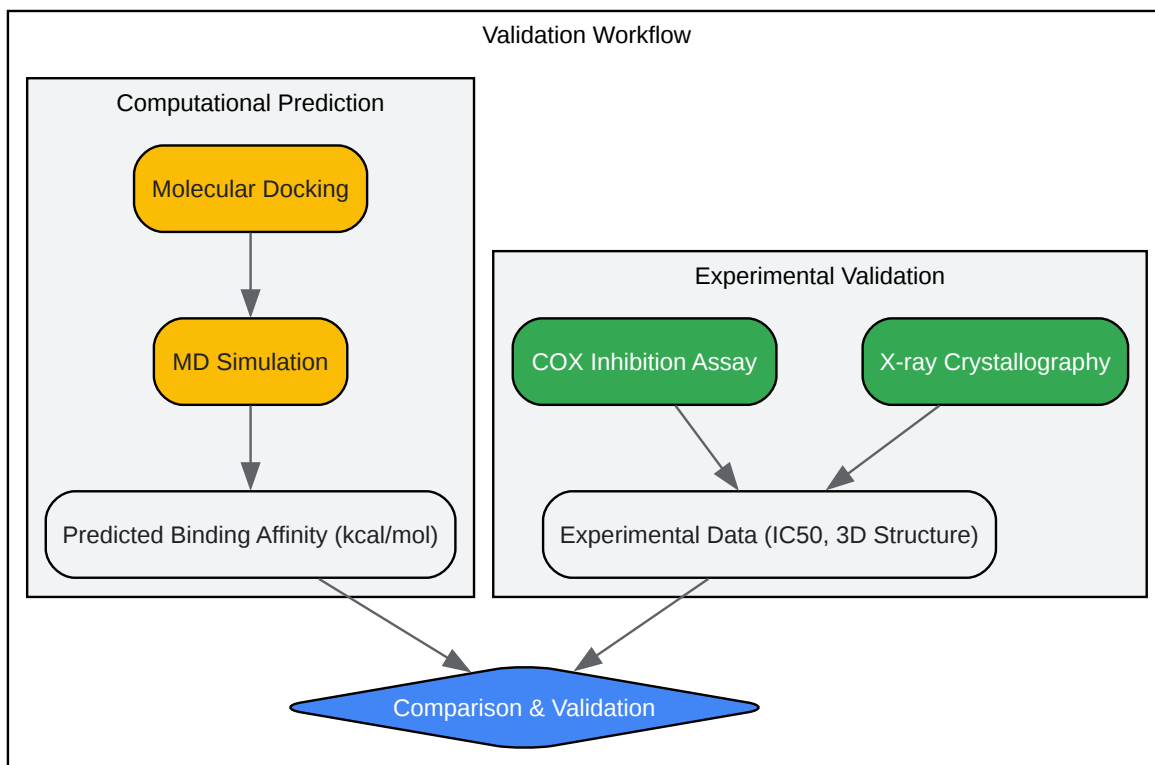 Validation Workflow
Computational Prediction
Molecular Docking
MD Simulation
Predicted Binding Affinity (kcal/mol)
Experimental Validation
COX Inhibition Assay
X-ray Crystallography
Experimental Data (IC50, 3D Structure)
Comparison & Validation